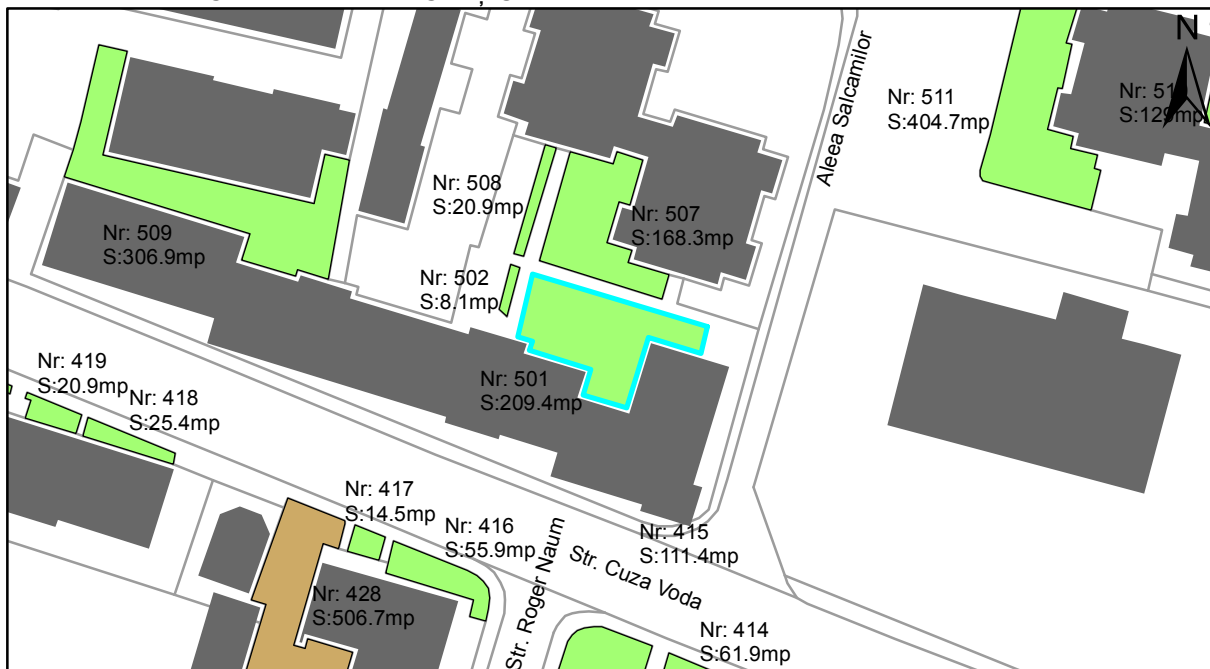 N
Aleea Salcamilor
Nr: 511
S:404.7mp
S:129mp
Nr: 508
S:20.9mp
Nr: 507
S:168.3mp
Nr: 509
S:306.9mp
Nr: 502
S:8.1mp
Nr: 419
S:20.9mp
Nr: 418
S:25.4mp
Nr: 501
S:209.4mp
Nr: 417
S:14.5mp
Nr: 416
S:55.9mp
Nr: 415
S:111.4mp
Str. Cuza Voda
Str. Roger Naum
Nr: 428
S:506.7mp
Nr: 414
S:61.9mp